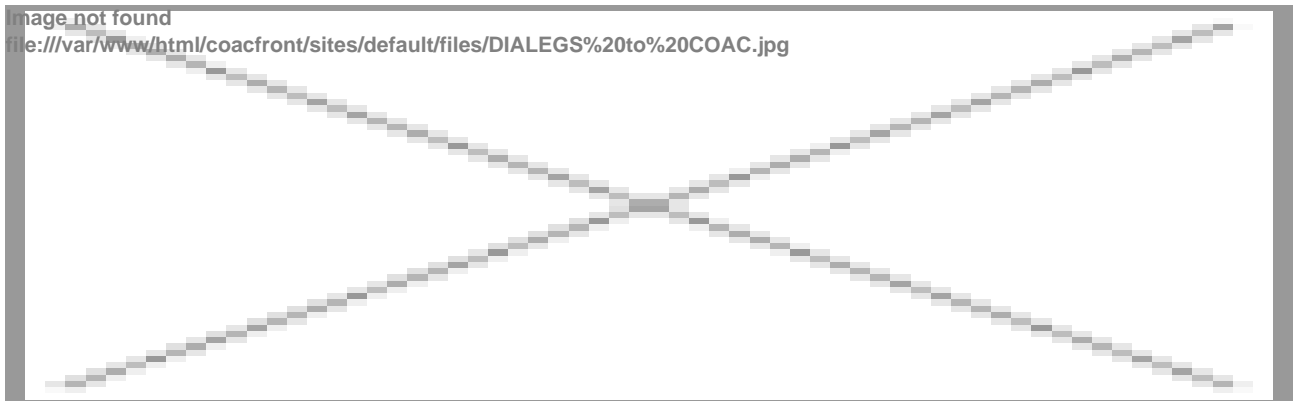 Image not found
file:///var/www/html/coacfront/sites/default/files/DIALEGS%20to%20COAC.jpg